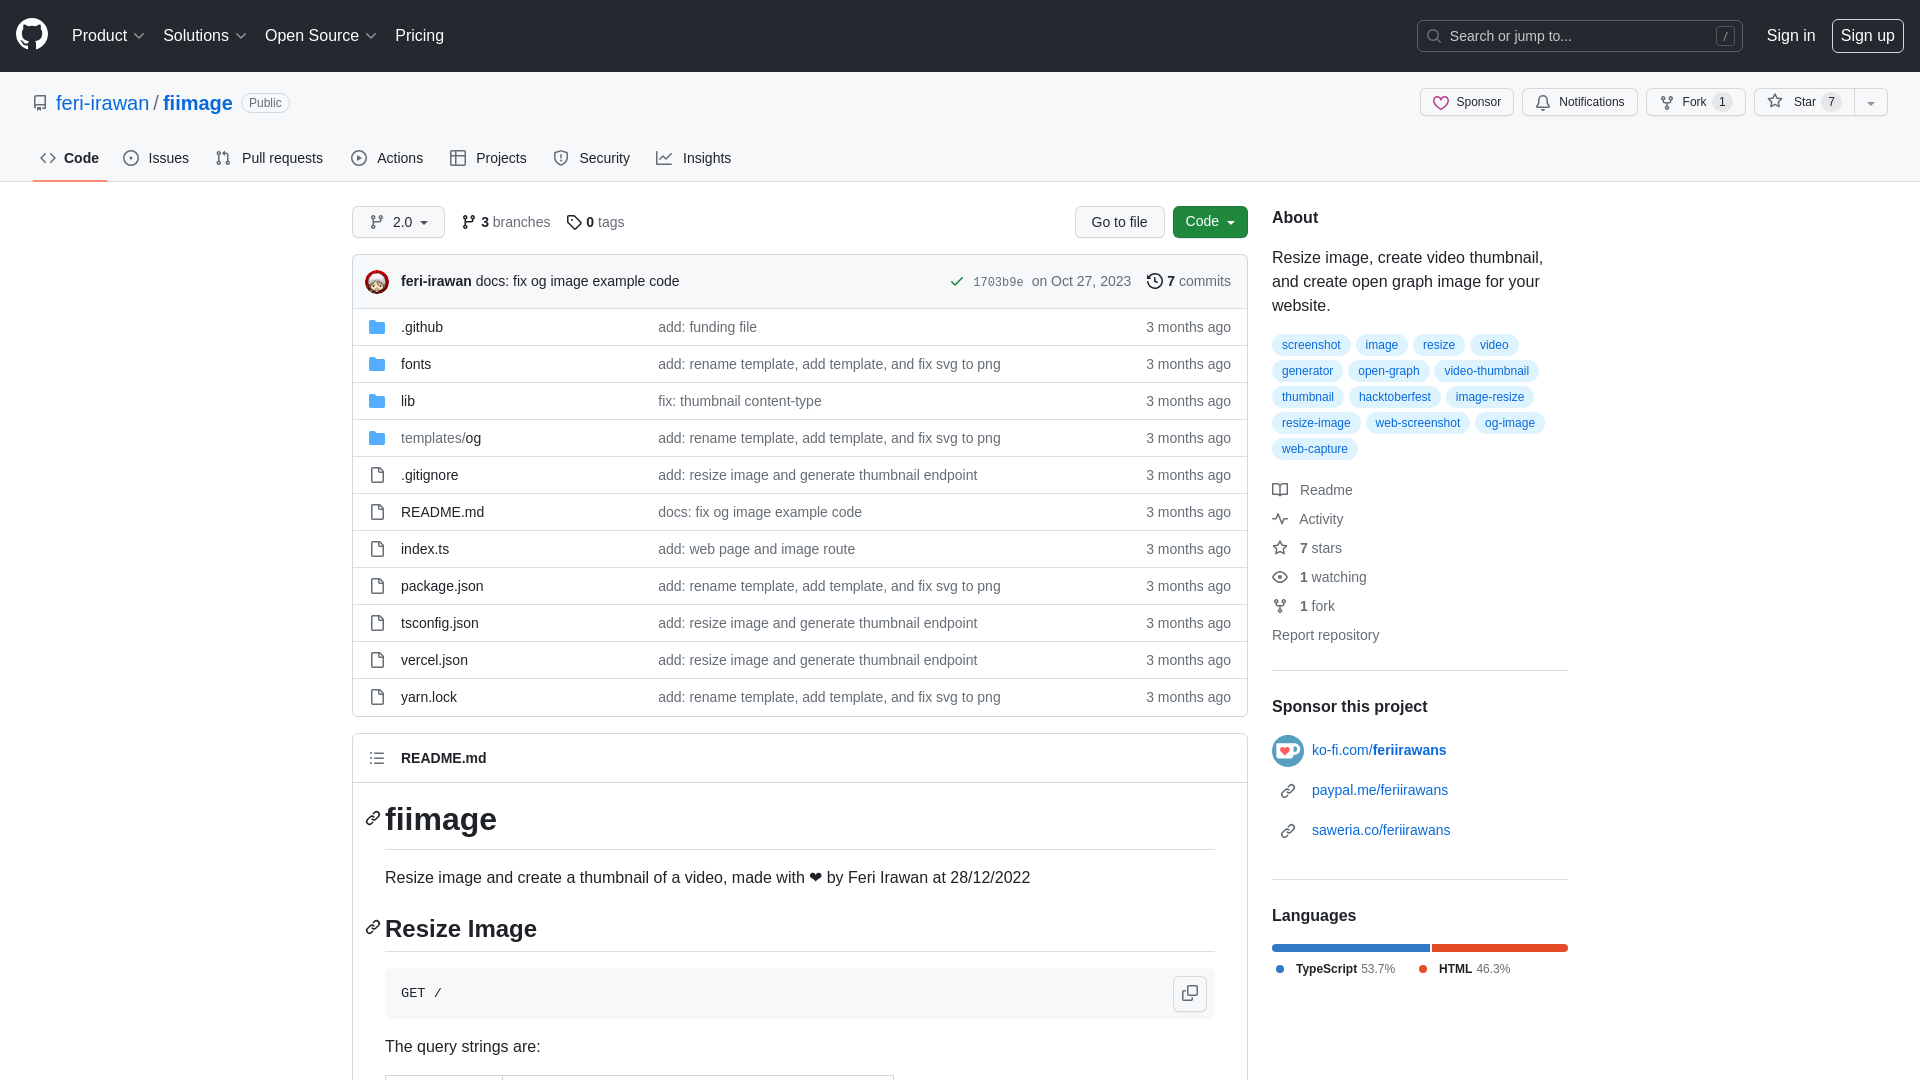 Product Solutions Open Source Pricing Search or jump to... / Sign in Sign up
feri-irawan / fiimage Public Sponsor Notifications Fork 1 Star 7
Code Issues Pull requests Actions Projects Security Insights
2.0 3 branches 0 tags Go to file Code
feri-irawan docs: fix og image example code 1703b9e on Oct 27, 2023 7 commits
.github add: funding file 3 months ago
fonts add: rename template, add template, and fix svg to png 3 months ago
lib fix: thumbnail content-type 3 months ago
templates/og add: rename template, add template, and fix svg to png 3 months ago
.gitignore add: resize image and generate thumbnail endpoint 3 months ago
README.md docs: fix og image example code 3 months ago
index.ts add: web page and image route 3 months ago
package.json add: rename template, add template, and fix svg to png 3 months ago
tsconfig.json add: resize image and generate thumbnail endpoint 3 months ago
vercel.json add: resize image and generate thumbnail endpoint 3 months ago
yarn.lock add: rename template, add template, and fix svg to png 3 months ago
README.md
fiimage
Resize image and create a thumbnail of a video, made with ❤ by Feri Irawan at 28/12/2022
Resize Image
GET /
The query strings are:
About
Resize image, create video thumbnail,
and create open graph image for your
website.
screenshot image resize video
generator open-graph video-thumbnail
thumbnail hacktoberfest image-resize
resize-image web-screenshot og-image
web-capture
Readme
Activity
7 stars
1 watching
1 fork
Report repository
Sponsor this project
ko-fi.com/feriirawans
paypal.me/feriirawans
saweria.co/feriirawans
Languages
TypeScript 53.7% HTML 46.3%